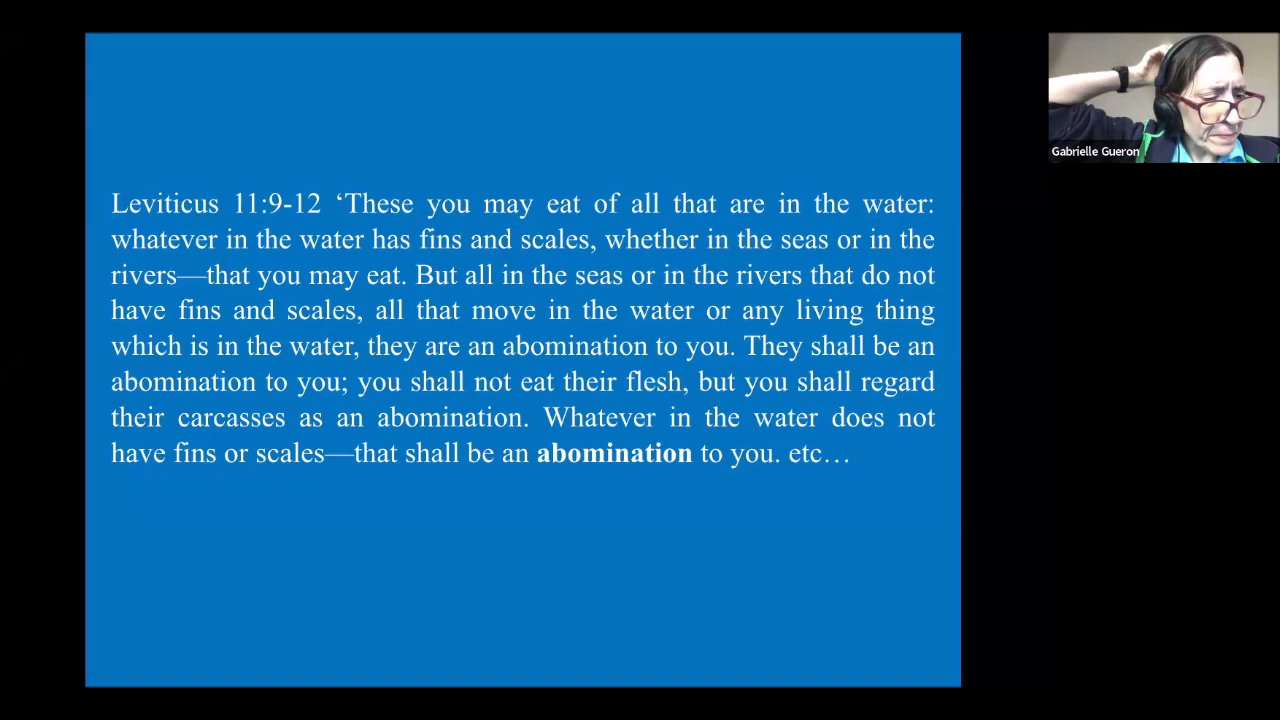 Leviticus 11:9-12 ‘These you may eat of all that are in the water:
whatever in the water has fins and scales, whether in the seas or in the
rivers—that you may eat. But all in the seas or in the rivers that do not
have fins and scales, all that move in the water or any living thing
which is in the water, they are an abomination to you. They shall be an
abomination to you; you shall not eat their flesh, but you shall regard
their carcasses as an abomination. Whatever in the water does not
have fins or scales—that shall be an abomination to you. etc…
Gabrielle Gueron